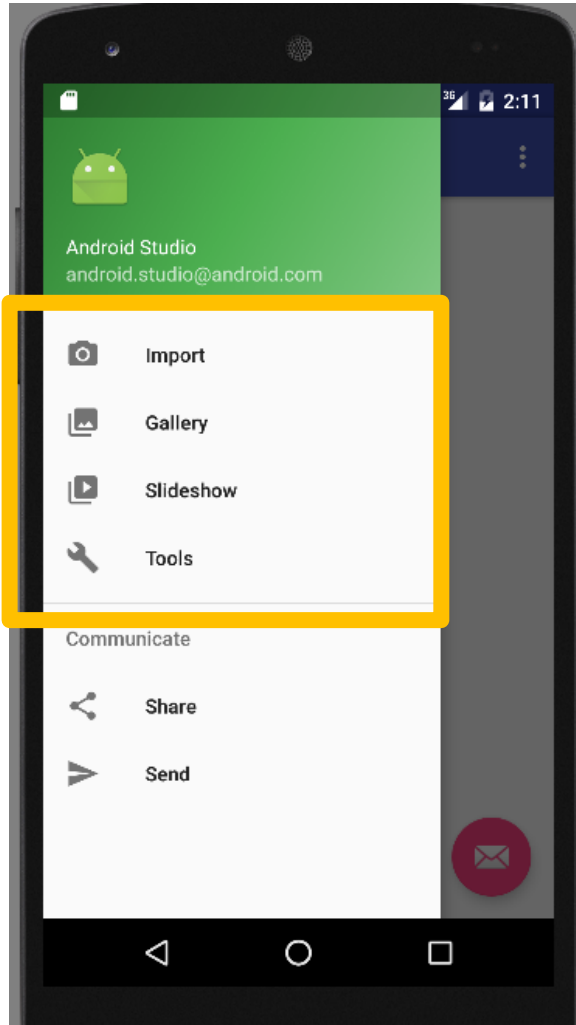 3G 2:11
Android Studio
android.studio@android.com
Import
Gallery
Slideshow
Tools
Communicate
Share
Send